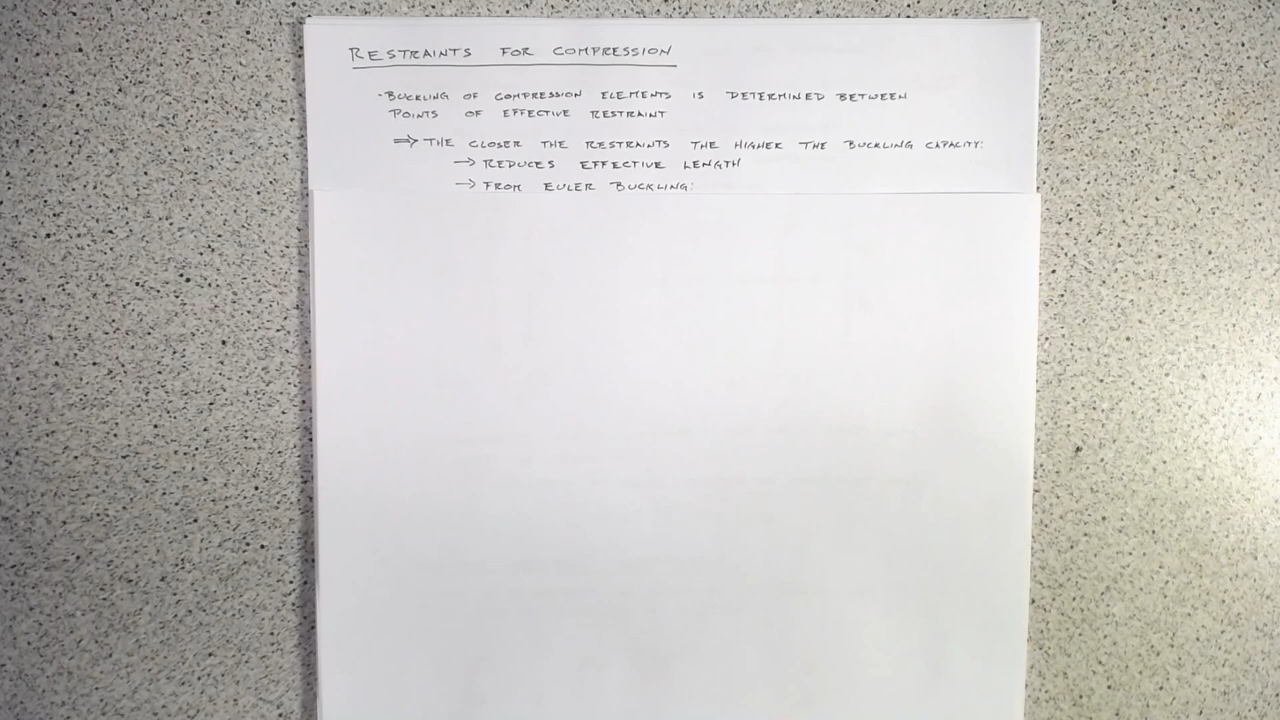 RESTRAINTS FOR COMPRESSION
-BUCKLING OF COMPRESSION ELEMENTS IS DETERMINED BETWEEN
POINTS OF EFFECTIVE RESTRAINT
⇒ THE CLOSER THE RESTRAINTS THE HIGHER THE BUCKLING CAPACITY:
→ REDUCES EFFECTIVE LENGTH
→ FROM EULER BUCKLING: